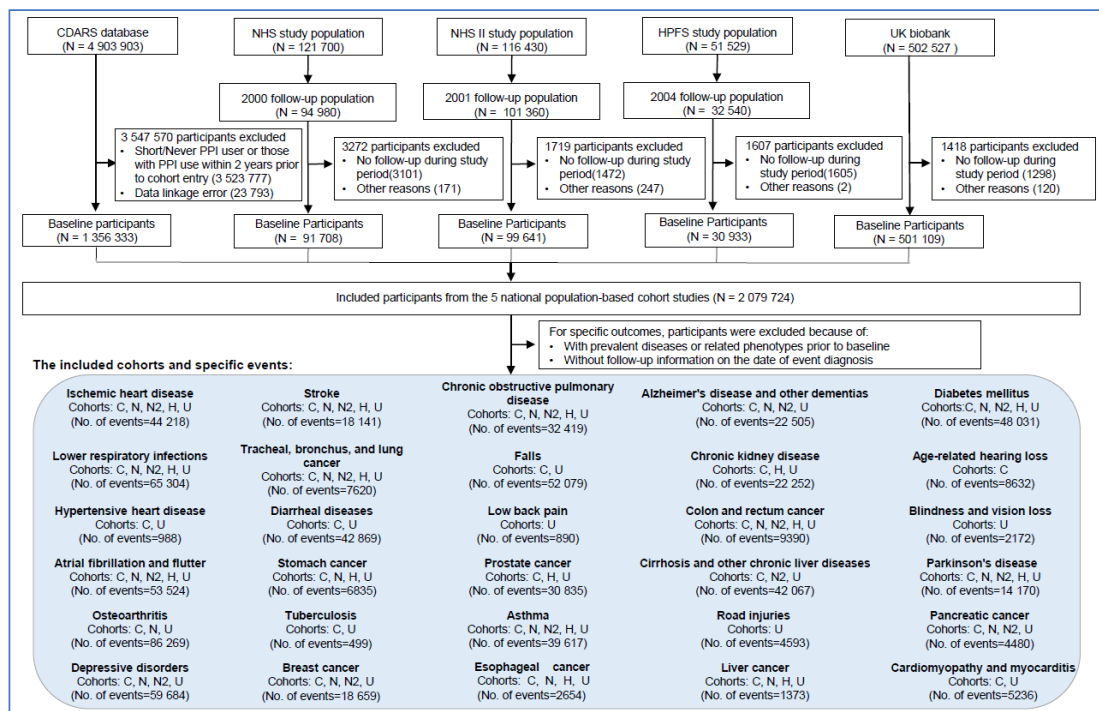 CDARS database
(N = 4 903 903)
NHS study population
(N = 121 700)
NHS II study population
(N = 116 430)
HPFS study population
(N = 51 529)
UK biobank
(N = 502 527 )
2000 follow-up population
(N = 94 980)
2001 follow-up population
(N = 101 360)
2004 follow-up population
(N = 32 540)
3 547 570 participants excluded
• Short/Never PPI user or those
with PPI use within 2 years prior
to cohort entry (3 523 777)
• Data linkage error (23 793)
3272 participants excluded
• No follow-up during study
period(3101)
• Other reasons (171)
1719 participants excluded
• No follow-up during study
period(1472)
• Other reasons (247)
1607 participants excluded
• No follow-up during
study period(1605)
• Other reasons (2)
1418 participants excluded
• No follow-up during
study period (1298)
• Other reasons (120)
Baseline participants
(N = 1 356 333)
Baseline Participants
(N = 91 708)
Baseline Participants
(N = 99 641)
Baseline Participants
(N = 30 933)
Baseline Participants
(N = 501 109)
Included participants from the 5 national population-based cohort studies (N = 2 079 724)
For specific outcomes, participants were excluded because of:
• With prevalent diseases or related phenotypes prior to baseline
• Without follow-up information on the date of event diagnosis
The included cohorts and specific events:
Ischemic heart disease
Cohorts: C, N, N2, H, U
(No. of events=44 218)
Stroke
Cohorts: C, N, N2, H, U
(No. of events=18 141)
Chronic obstructive pulmonary
disease
Cohorts: C, N, N2, H, U
(No. of events=32 419)
Alzheimer's disease and other dementias
Cohorts: C, N, N2, U
(No. of events=22 505)
Diabetes mellitus
Cohorts:C, N, N2, H, U
(No. of events=48 031)
Lower respiratory infections
Cohorts: C, N, N2, H, U
(No. of events=65 304)
Tracheal, bronchus, and lung
cancer
Cohorts: C, N, N2, H, U
(No. of events=7620)
Falls
Cohorts: C, U
(No. of events=52 079)
Chronic kidney disease
Cohorts: C, H, U
(No. of events=22 252)
Age-related hearing loss
Cohorts: C
(No. of events=8632)
Hypertensive heart disease
Cohorts: C, U
(No. of events=988)
Diarrheal diseases
Cohorts: C, U
(No. of events=42 869)
Low back pain
Cohorts: U
(No. of events=890)
Colon and rectum cancer
Cohorts: C, N, N2, H, U
(No. of events=9390)
Blindness and vision loss
Cohorts: U
(No. of events=2172)
Atrial fibrillation and flutter
Cohorts: C, N, N2, H, U
(No. of events=53 524)
Stomach cancer
Cohorts: C, N, H, U
(No. of events=6835)
Prostate cancer
Cohorts: C, H, U
(No. of events=30 835)
Cirrhosis and other chronic liver diseases
Cohorts: C, N2, U
(No. of events=42 067)
Parkinson's disease
Cohorts: C, N, N2, H, U
(No. of events=14 170)
Osteoarthritis
Cohorts: C, N, U
(No. of events=86 269)
Tuberculosis
Cohorts: C, U
(No. of events=499)
Asthma
Cohorts: C, N, N2, H, U
(No. of events=39 617)
Road injuries
Cohorts: U
(No. of events=4593)
Pancreatic cancer
Cohorts: C, N, N2, U
(No. of events=4480)
Depressive disorders
Cohorts: C, N, N2, U
(No. of events=59 684)
Breast cancer
Cohorts: C, N, N2, U
(No. of events=18 659)
Esophageal cancer
Cohorts: C, N, H, U
(No. of events=2654)
Liver cancer
Cohorts: C, N, H, U
(No. of events=1373)
Cardiomyopathy and myocarditis
Cohorts: C, U
(No. of events=5236)